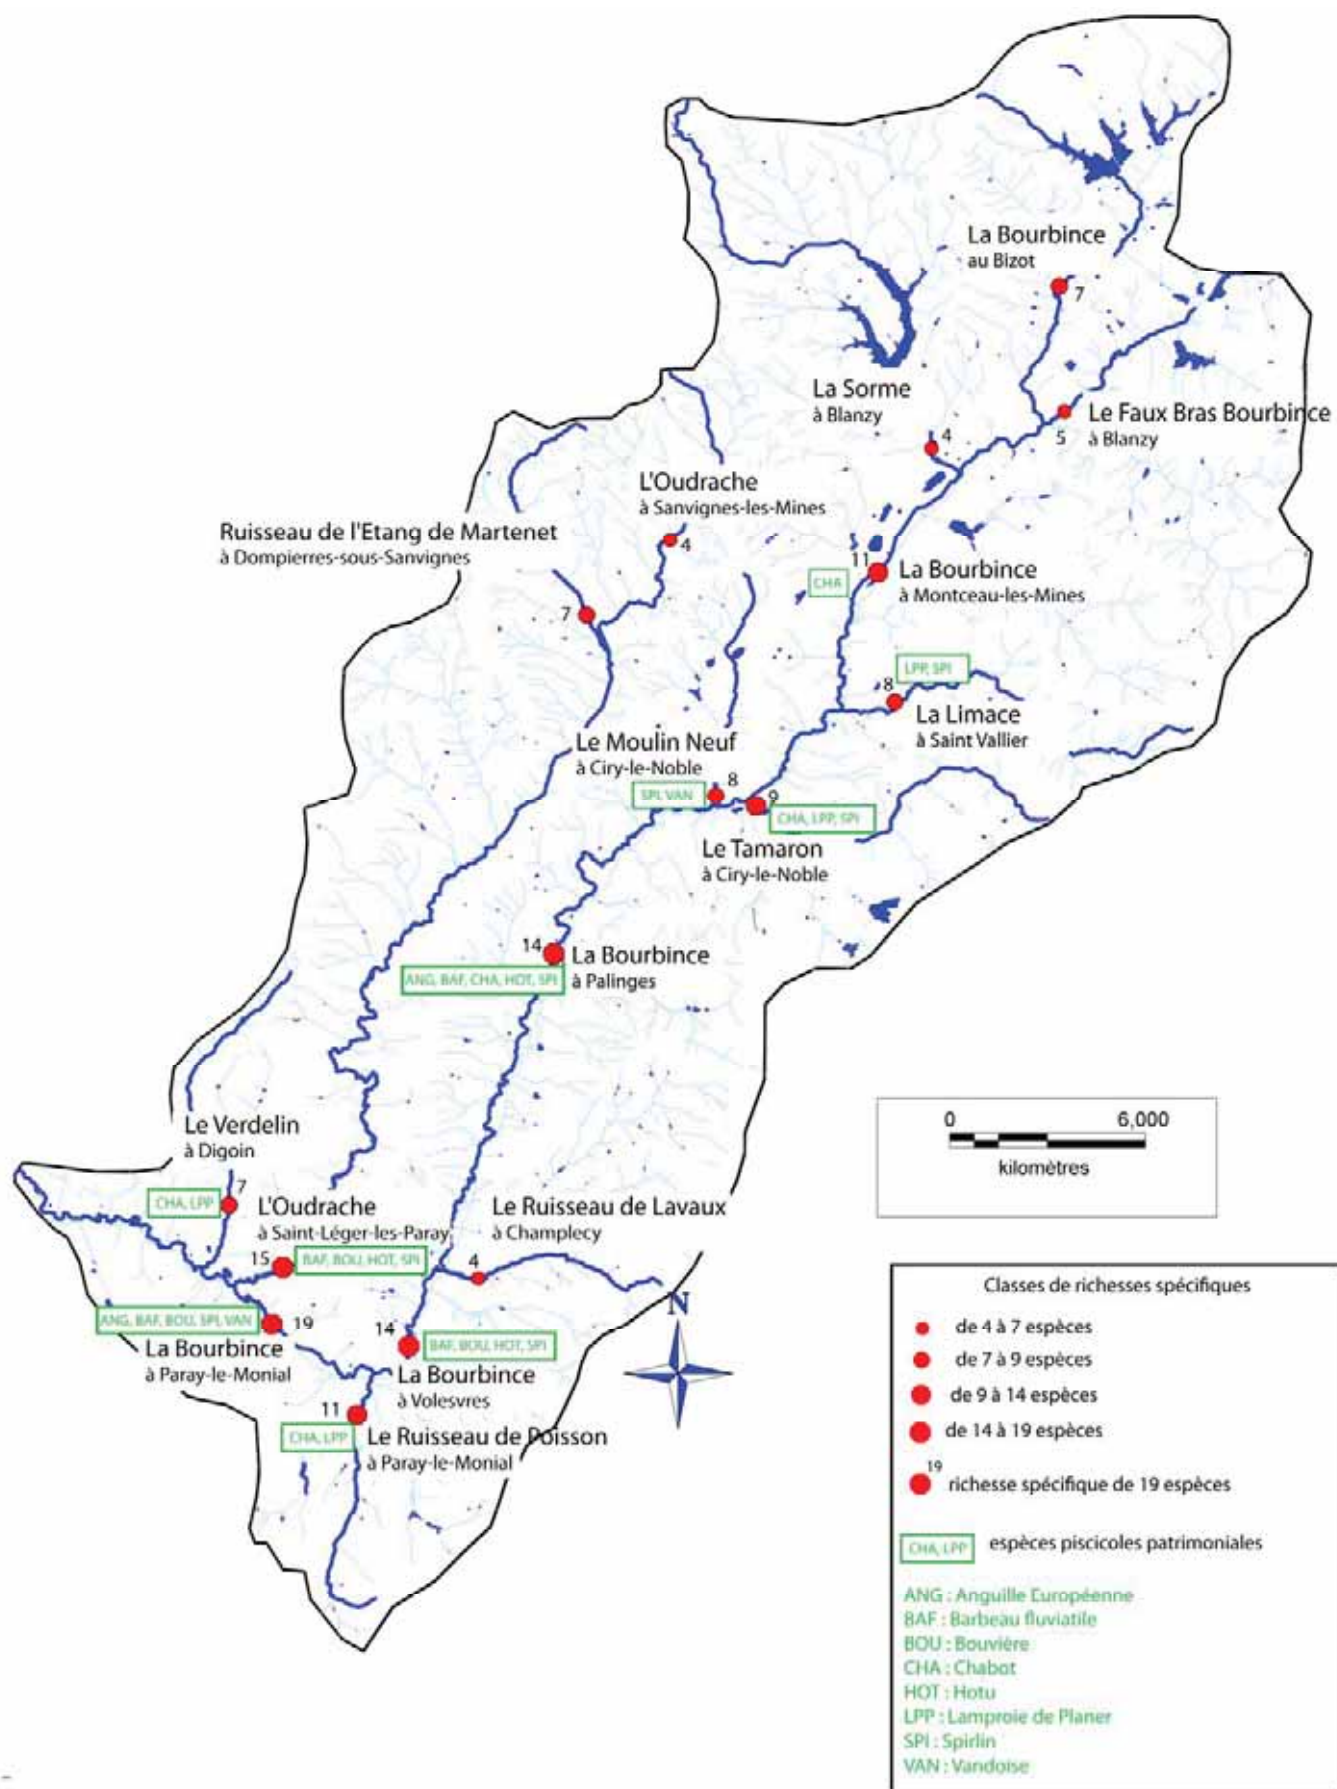 La Bourbince
au Bizot
7
La Sorme
à Blanzy
4
Le Faux Bras Bourbince
à Blanzy
5
L'Oudrache
à Sanvignes-les-Mines
4
Ruisseau de l'Etang de Martenet
à Dompierres-sous-Sanvignes
7
11
CHA
La Bourbince
à Montceau-les-Mines
LPP, SPI
8
La Limace
à Saint Vallier
Le Moulin Neuf
à Ciry-le-Noble
8
SPI, VAN
9
CHA, LPP, SPI
Le Tamaron
à Ciry-le-Noble
14
La Bourbince
à Palinges
ANG, BAF, CHA, HOT, SPI
0 6,000
kilomètres
Le Verdelin
à Digoin
7
CHA, LPP
L'Oudrache
à Saint-Léger-les-Paray
15
BAF, BOU, HOT, SPI
Le Ruisseau de Lavaux
à Champlecy
4
N
ANG, BAF, BOU, SPI, VAN
19
La Bourbince
à Paray-le-Monial
14
BAF, BOU, HOT, SPI
La Bourbince
à Volesvres
11
CHA, LPP
Le Ruisseau de Poisson
à Paray-le-Monial
Classes de richesses spécifiques
de 4 à 7 espèces
de 7 à 9 espèces
de 9 à 14 espèces
de 14 à 19 espèces
19 richesse spécifique de 19 espèces
CHA, LPP espèces piscicoles patrimoniales
ANG : Anguille Européenne
BAF : Barbeau fluviatile
BOU : Bouvière
CHA : Chabot
HOT : Hotu
LPP : Lamproie de Planer
SPI : Spirlin
VAN : Vandoise